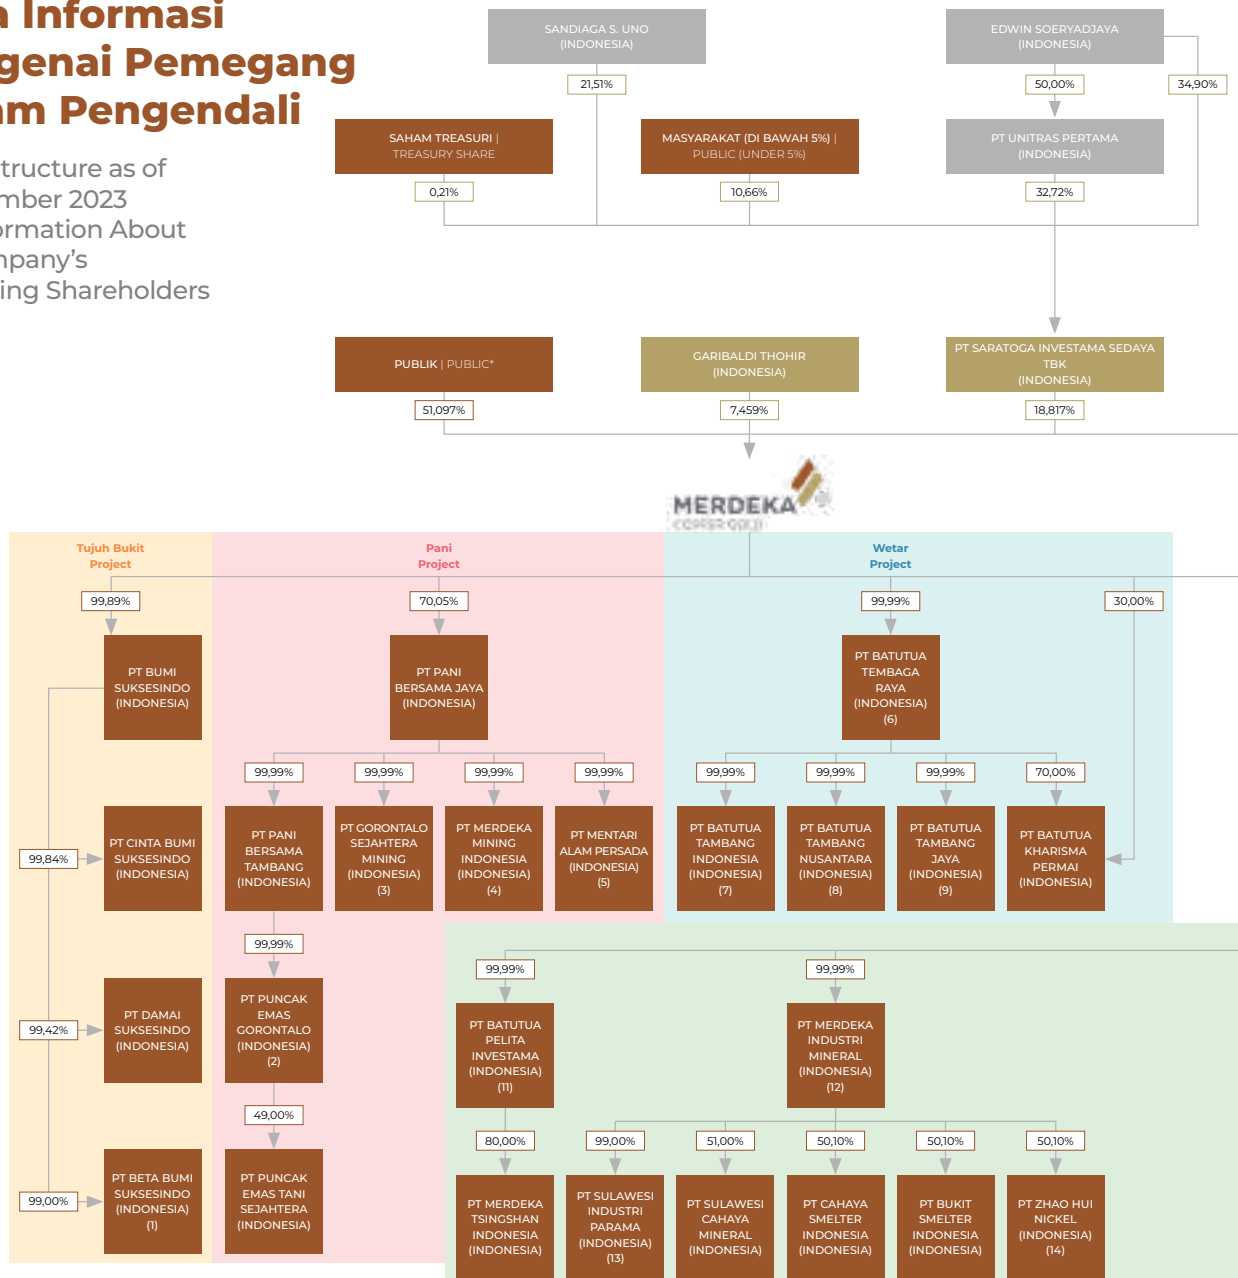 a Informasi
genai Pemegang
am Pengendali
tructure as of
mber 2023
ormation About
mpany's
ing Shareholders
SANDIAGA S. UNO
(INDONESIA)
EDWIN SOERYADJAYA
(INDONESIA)
21,51%
50,00%
34,90%
SAHAM TREASURI |
TREASURY SHARE
MASYARAKAT (DI BAWAH 5%) |
PUBLIC (UNDER 5%)
PT UNITRAS PERTAMA
(INDONESIA)
0,21%
10,66%
32,72%
PUBLIK | PUBLIC*
GARIBALDI THOHIR
(INDONESIA)
PT SARATOGA INVESTAMA SEDAYA
TBK
(INDONESIA)
51,097%
7,459%
18,817%
MERDEKA
COPPER GOLD
Tujuh Bukit
Project
Pani
Project
Wetar
Project
99,89%
70,05%
99,99%
30,00%
PT BUMI
SUKSESINDO
(INDONESIA)
PT PANI
BERSAMA JAYA
(INDONESIA)
PT BATUTUA
TEMBAGA
RAYA
(INDONESIA)
(6)
99,99%
99,99%
99,99%
99,99%
99,99%
99,99%
99,99%
70,00%
99,84%
PT CINTA BUMI
SUKSESINDO
(INDONESIA)
PT PANI
BERSAMA
TAMBANG
(INDONESIA)
PT GORONTALO
SEJAHTERA
MINING
(INDONESIA)
(3)
PT MERDEKA
MINING
INDONESIA
(INDONESIA)
(4)
PT MENTARI
ALAM PERSADA
(INDONESIA)
(5)
PT BATUTUA
TAMBANG
INDONESIA
(INDONESIA)
(7)
PT BATUTUA
TAMBANG
NUSANTARA
(INDONESIA)
(8)
PT BATUTUA
TAMBANG
JAYA
(INDONESIA)
(9)
PT BATUTUA
KHARISMA
PERMAI
(INDONESIA)
99,99%
99,99%
99,99%
99,42%
PT DAMAI
SUKSESINDO
(INDONESIA)
PT PUNCAK
EMAS
GORONTALO
(INDONESIA)
(2)
PT BATUTUA
PELITA
INVESTAMA
(INDONESIA)
(11)
PT MERDEKA
INDUSTRI
MINERAL
(INDONESIA)
(12)
49,00%
80,00%
99,00%
51,00%
50,10%
50,10%
50,10%
99,00%
PT BETA BUMI
SUKSESINDO
(INDONESIA)
(1)
PT PUNCAK
EMAS TANI
SEJAHTERA
(INDONESIA)
PT MERDEKA
TSINGSHAN
INDONESIA
(INDONESIA)
PT SULAWESI
INDUSTRI
PARAMA
(INDONESIA)
(13)
PT SULAWESI
CAHAYA
MINERAL
(INDONESIA)
PT CAHAYA
SMELTER
INDONESIA
(INDONESIA)
PT BUKIT
SMELTER
INDONESIA
(INDONESIA)
PT ZHAO HUI
NICKEL
(INDONESIA)
(14)